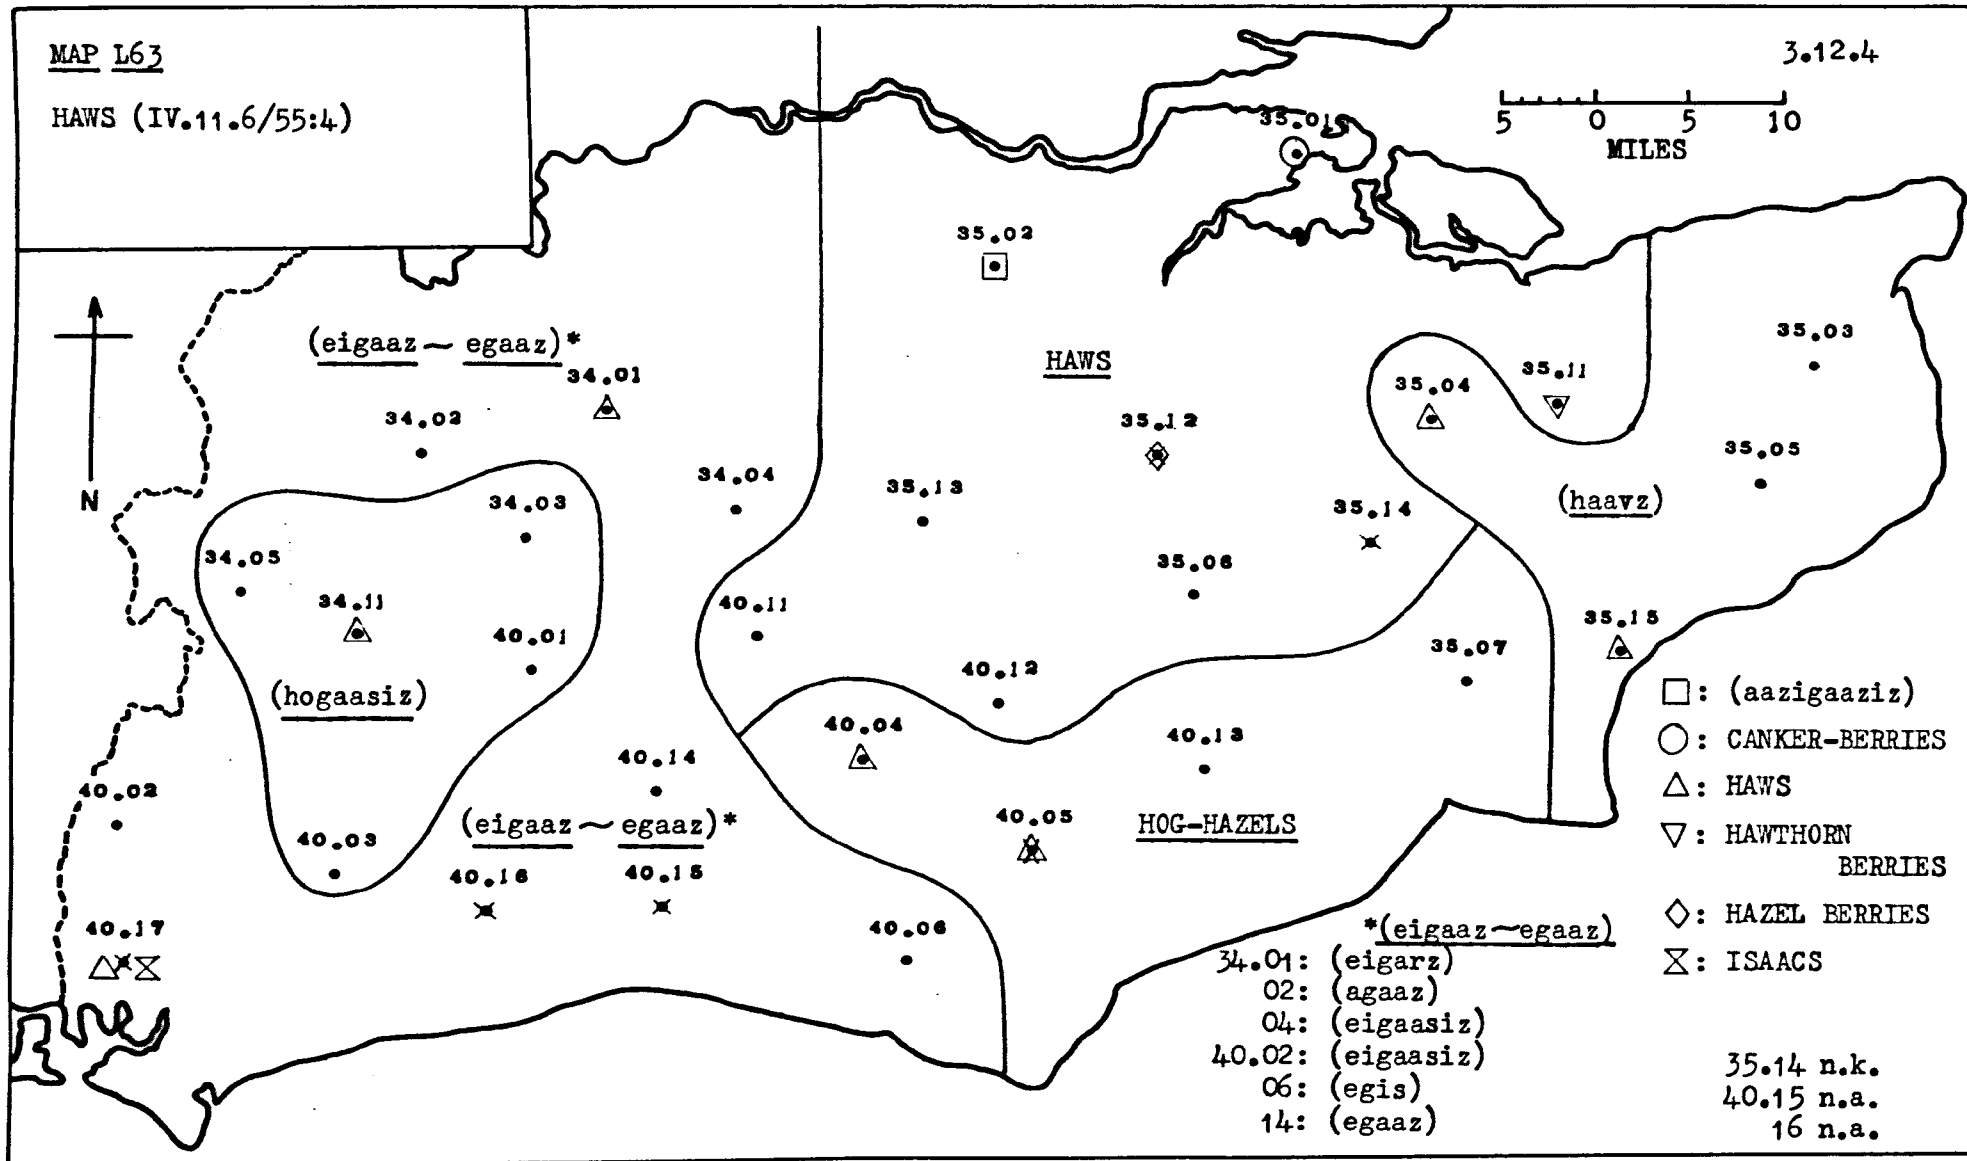 MAP L63
HAWS (IV.11.6/55:4)
3.12.4
5 0 5 10
MILES
35.01
35.02
(eigaaz ~ egaaz)*
HAWS
35.03
34.01
35.04
35.11
34.02
35.12
35.05
N
34.03
34.04
35.13
35.14
(haavz)
34.05
34.11
40.11
35.06
35.15
40.01
(hogaasiz)
40.12
35.07
□: (aazigaaziz)
40.04
40.13
○: CANKER-BERRIES
40.02
40.14
△: HAWS
40.03
(eigaaz ~ egaaz)*
40.05
HOG-HAZELS
▽: HAWTHORN
BERRIES
40.16
40.15
40.17
40.06
◇: HAZEL BERRIES
ISAACS
*(eigaaz~egaaz)
34.01: (eigarz)
02: (agaaz)
04: (eigaasiz)
40.02: (eigaasiz)
06: (egis)
14: (egaaz)
35.14 n.k.
40.15 n.a.
16 n.a.